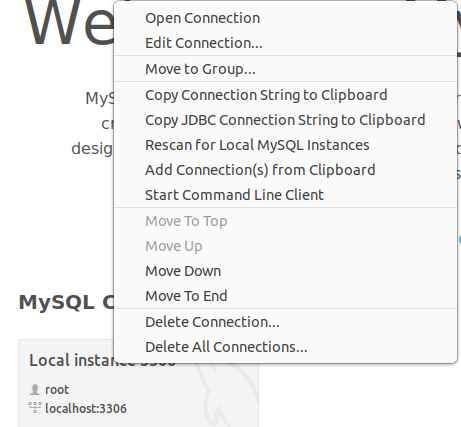 We
Open Connection
Edit Connection...
Move to Group...
MyS
Copy Connection String to Clipboard
Copy JDBC Connection String to Clipboard
desig
Rescan for Local MySQL Instances
Add Connection(s) from Clipboard
Start Command Line Client
Move To Top
Move Up
Move Down
Move To End
MySQL C
Delete Connection...
Delete All Connections...
Local instance 3306
root
localhost:3306